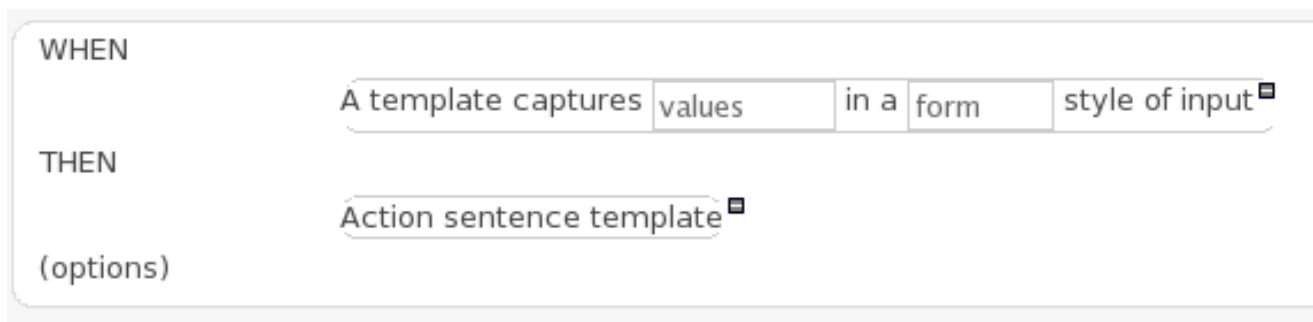 WHEN
A template captures values in a form style of input
THEN
Action sentence template
(options)